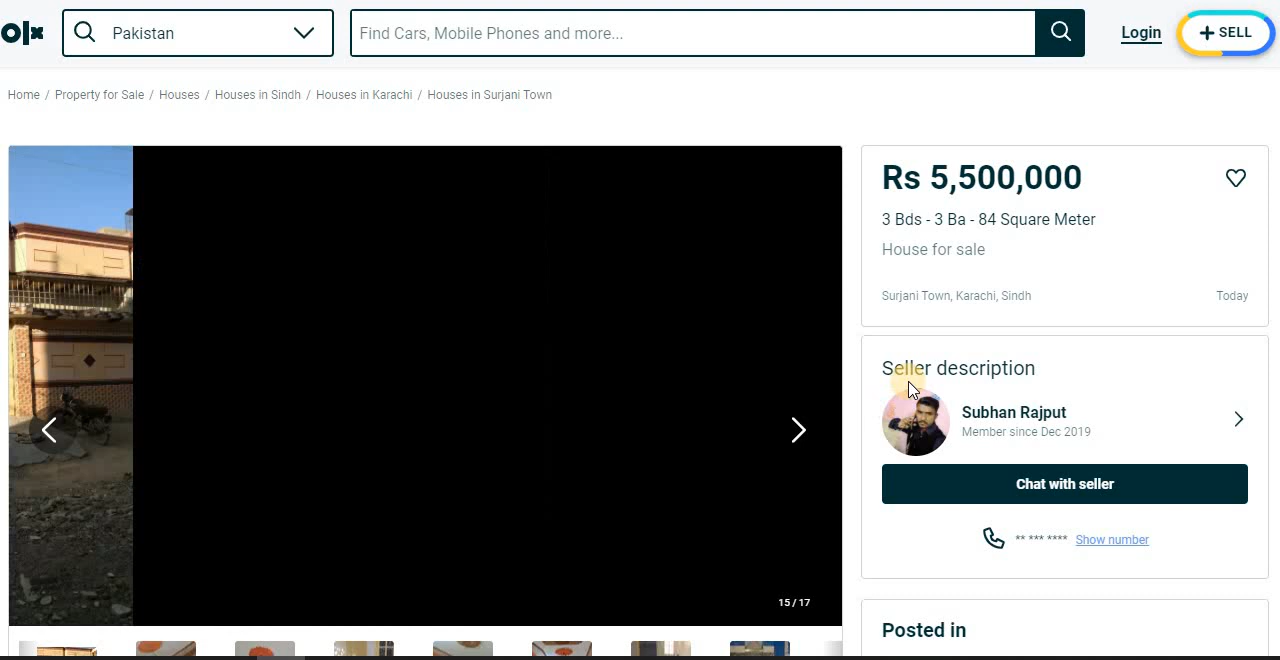 olx
Pakistan
Find Cars, Mobile Phones and more...
Login
+ SELL
Home / Property for Sale / Houses / Houses in Sindh / Houses in Karachi / Houses in Surjani Town
Rs 5,500,000
3 Bds - 3 Ba - 84 Square Meter
House for sale
Surjani Town, Karachi, Sindh
Today
Seller description
Subhan Rajput
Member since Dec 2019
Chat with seller
** *** **** Show number
15 / 17
Posted in